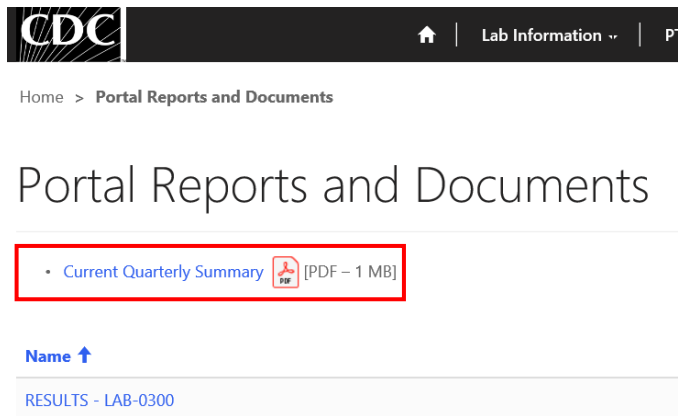 CDC
Lab Information
Home > Portal Reports and Documents
Portal Reports and Documents
• Current Quarterly Summary PDF [PDF – 1 MB]
Name
RESULTS - LAB-0300